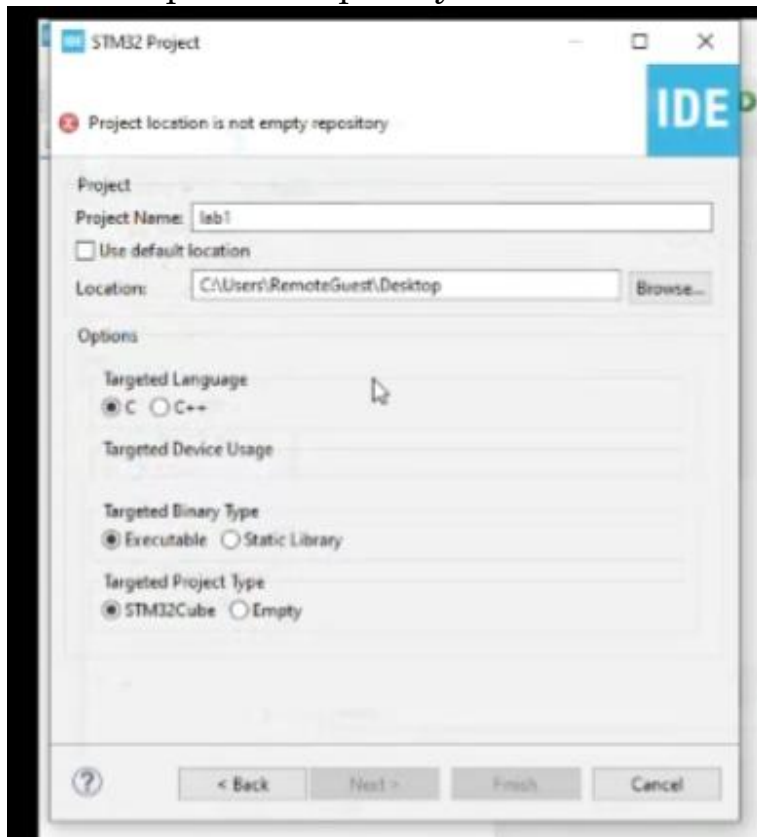 IDE STM32 Project
IDE
Project location is not empty repository
Project
Project Name: lab1
Use default location
Location: C:\Users\RemoteGuest\Desktop Browse...
Options
Targeted Language
C C++
Targeted Device Usage
Targeted Binary Type
Executable Static Library
Targeted Project Type
STM32Cube Empty
? < Back Next > Finish Cancel